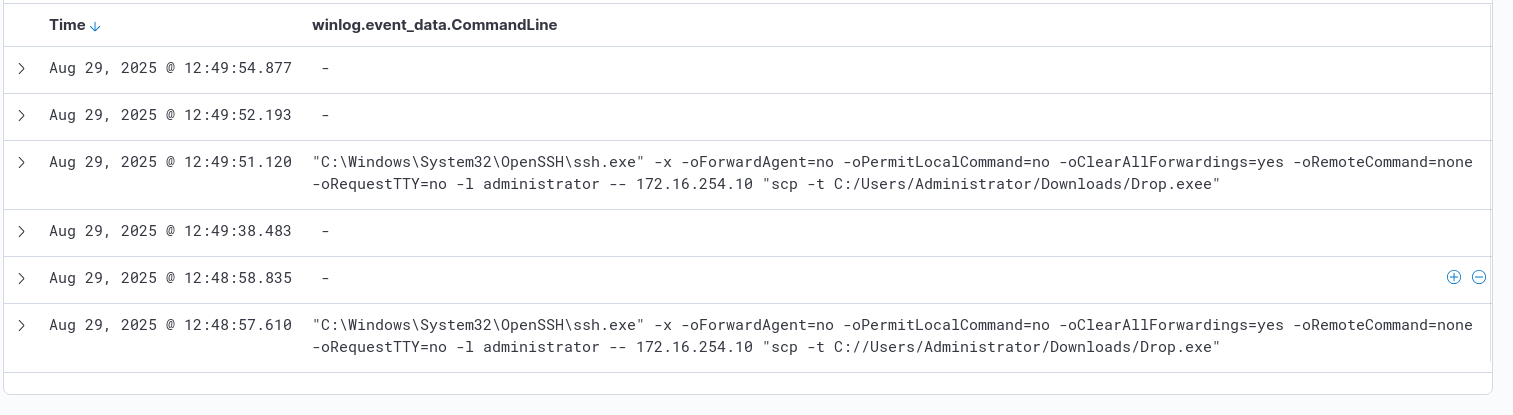 Time winlog.event_data.CommandLine
Aug 29, 2025 @ 12:49:54.877 -
Aug 29, 2025 @ 12:49:52.193 -
Aug 29, 2025 @ 12:49:51.120 "C:\Windows\System32\OpenSSH\ssh.exe" -x -oForwardAgent=no -oPermitLocalCommand=no -oClearAllForwardings=yes -oRemoteCommand=none
-oRequestTTY=no -l administrator -- 172.16.254.10 "scp -t C:/Users/Administrator/Downloads/Drop.exee"
Aug 29, 2025 @ 12:49:38.483 -
Aug 29, 2025 @ 12:48:58.835 -
Aug 29, 2025 @ 12:48:57.610 "C:\Windows\System32\OpenSSH\ssh.exe" -x -oForwardAgent=no -oPermitLocalCommand=no -oClearAllForwardings=yes -oRemoteCommand=none
-oRequestTTY=no -l administrator -- 172.16.254.10 "scp -t C://Users/Administrator/Downloads/Drop.exe"